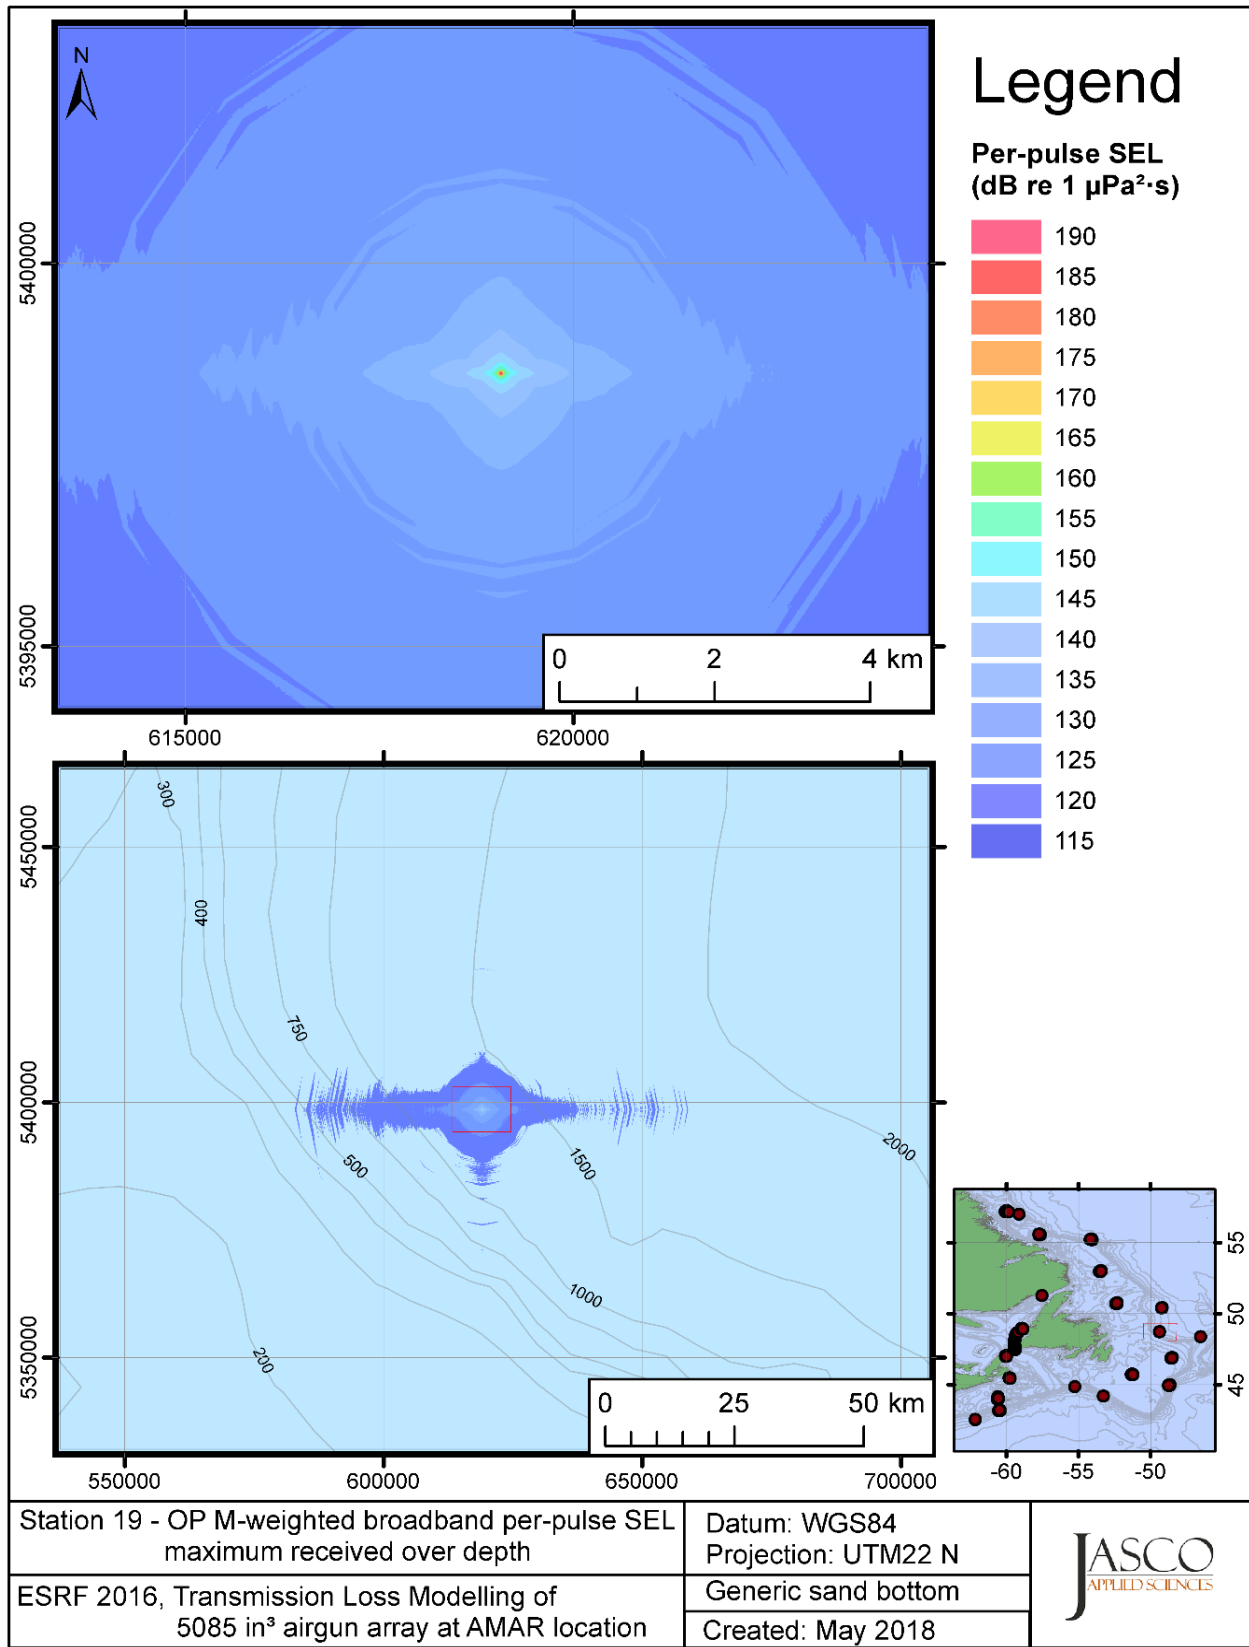 N
5400000
5395000
0 2 4 km
615000 620000
Legend
Per-pulse SEL
(dB re 1 µPa²·s)
190
185
180
175
170
165
160
155
150
145
140
135
130
125
120
115
5450000
5400000
5350000
300
400
750
500
1500
2000
1000
200
0 25 50 km
550000 600000 650000 700000
55
50
45
-60 -55 -50
Station 19 - OP M-weighted broadband per-pulse SEL
maximum received over depth
ESRF 2016, Transmission Loss Modelling of
5085 in³ airgun array at AMAR location
Datum: WGS84
Projection: UTM22 N
Generic sand bottom
Created: May 2018
JASCO
APPLIED SCIENCES